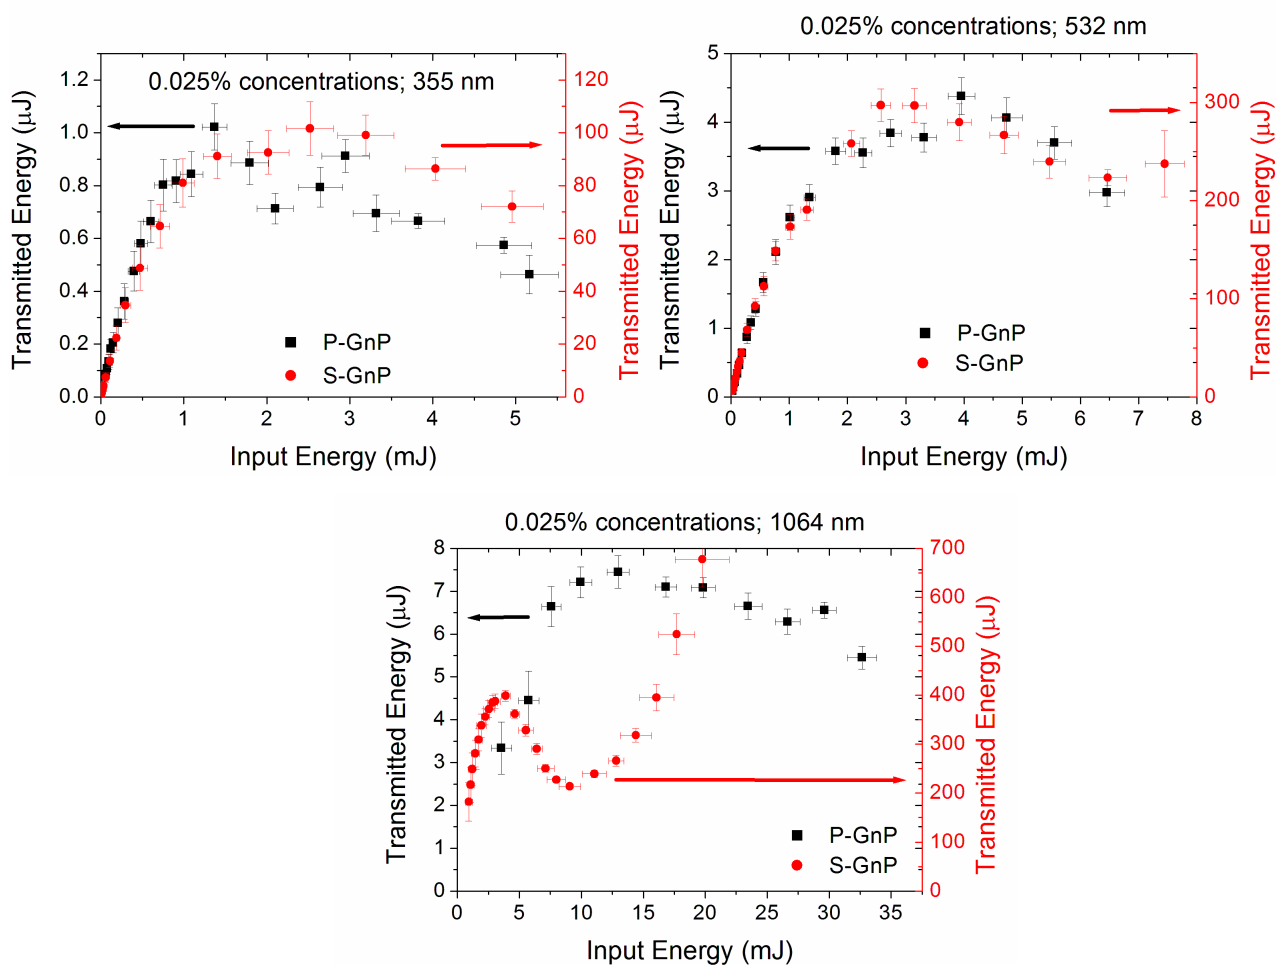 0.025% concentrations; 355 nm
Transmitted Energy (μJ)
1.2
1.0
0.8
0.6
0.4
0.2
0.0
0 1 2 3 4 5
Input Energy (mJ)
120
100
80
60
40
20
0
Transmitted Energy (μJ)
P-GnP
S-GnP
0.025% concentrations; 532 nm
Transmitted Energy (μJ)
5
4
3
2
1
0
0 1 2 3 4 5 6 7 8
Input Energy (mJ)
300
200
100
0
Transmitted Energy (μJ)
P-GnP
S-GnP
0.025% concentrations; 1064 nm
Transmitted Energy (μJ)
8
7
6
5
4
3
2
1
0
0 5 10 15 20 25 30 35
Input Energy (mJ)
700
600
500
400
300
200
100
0
Transmitted Energy (μJ)
P-GnP
S-GnP